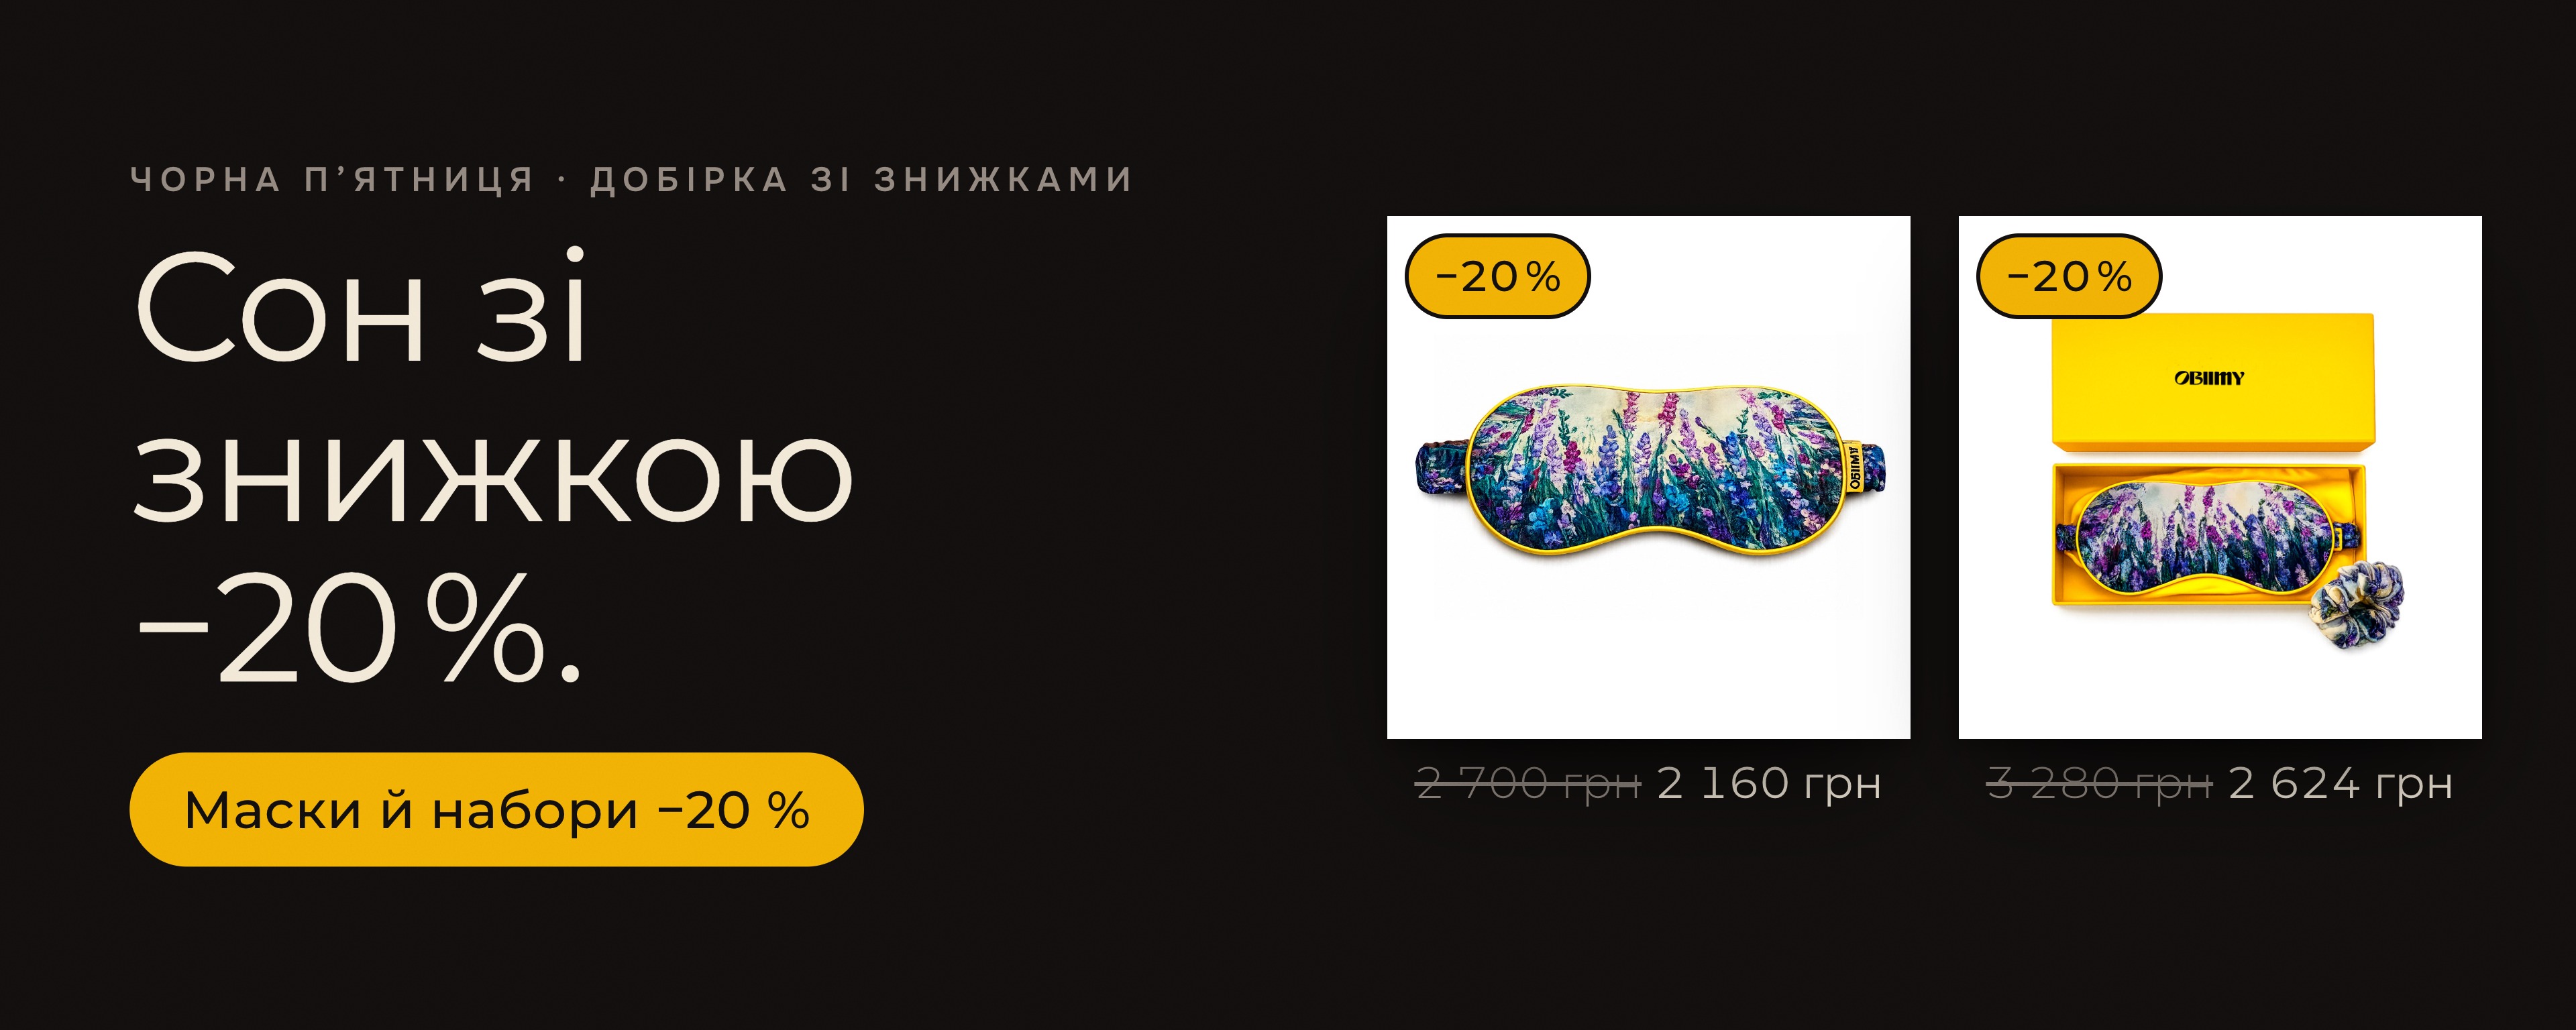 ЧОРНА П’ЯТНИЦЯ · ДОБІРКА ЗІ ЗНИЖКАМИ
Сон зі
знижкою
−20 %.
Маски й набори −20 %
−20 %
OBIIMY
2 700 грн 2 160 грн
−20 %
OBIIMY
3 280 грн 2 624 грн